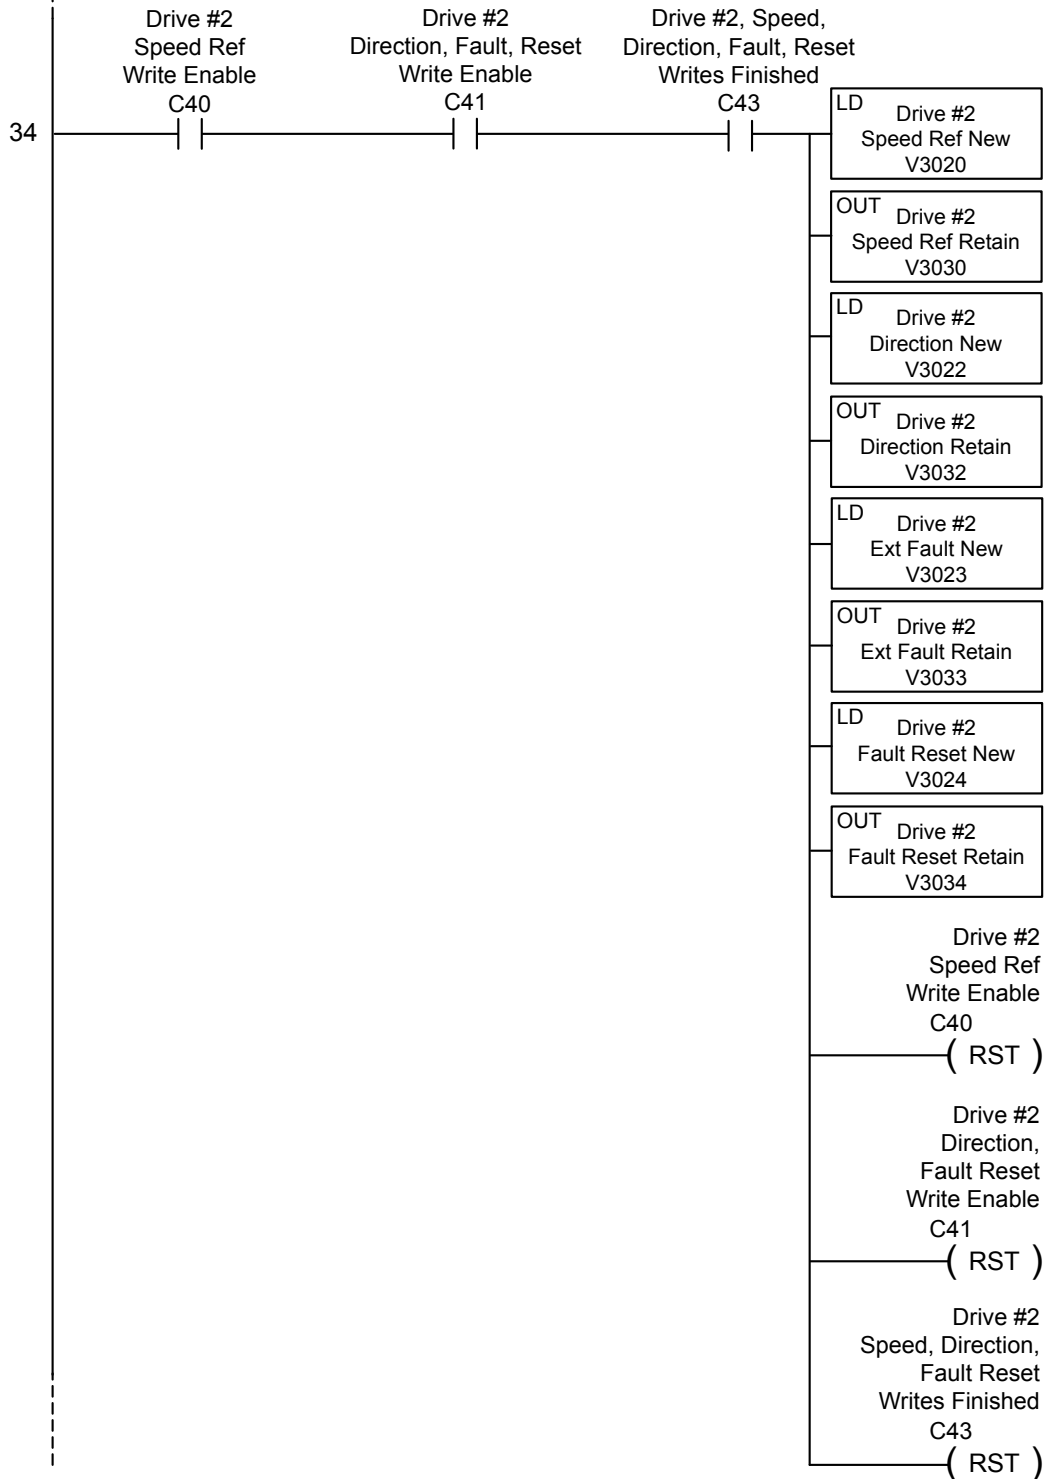 Drive #2
Speed Ref
Write Enable
C40
Drive #2
Direction, Fault, Reset
Write Enable
C41
Drive #2, Speed,
Direction, Fault, Reset
Writes Finished
C43
34
LD
Drive #2
Speed Ref New
V3020
OUT
Drive #2
Speed Ref Retain
V3030
LD
Drive #2
Direction New
V3022
OUT
Drive #2
Direction Retain
V3032
LD
Drive #2
Ext Fault New
V3023
OUT
Drive #2
Ext Fault Retain
V3033
LD
Drive #2
Fault Reset New
V3024
OUT
Drive #2
Fault Reset Retain
V3034
Drive #2
Speed Ref
Write Enable
C40
( RST )
Drive #2
Direction,
Fault Reset
Write Enable
C41
( RST )
Drive #2
Speed, Direction,
Fault Reset
Writes Finished
C43
( RST )